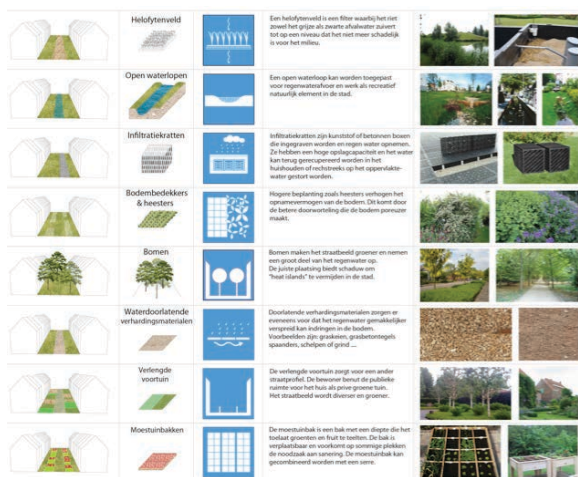 Helofytenveld
Een helofytenveld is een filter waarbij het niet
zowel het grijze als zwarte afvalwater zuivert
tot op een niveau dat het niet meer schadelijk
is voor het milieu.
Open waterlopen
Een open waterloop kan worden toegepast
voor regenwaterafvoer en werk als recreatief
natuurlijk element in de stad.
Infiltratiekratten
Infiltratiekratten zijn kunststof of betonnen boxen
die ingegraven worden en regen water opnemen.
Ze hebben een hoge opslagcapaciteit en het water
kan terug gerecupereerd worden in het
huishouden of rechtstreeks op het oppervlakte-
water gestort worden.
Bodembedekkers
& heesters
Hogere beplanting zoals heesters verhogen het
opnamevermogen van de bodem. Dit komt door
de betere doorworteling die de bodem poreuzer
maakt.
Bomen
Bomen maken het straatbeeld groener en nemen
een groot deel van het regenwater op.
De juiste plaatsing biedt schaduw om
"heat islands" te vermijden in de stad.
Waterdoorlatende
verhardingsmaterialen
Doorlatende verhardingsmaterialen zorgen er
eveneens voor dat het regenwater gemakkelijker
verspreid kan indringen in de bodem.
Voorbeelden zijn: graskeien, grasbetontegels
spaanders, schelpen of grind ....
Verlengde
voortuin
De verlengde voortuin zorgt voor een ander
straatprofiel. De bewoner benut de publieke
ruimte voor het huis als prive groene tuin.
Het straatbeeld wordt diverser en groener.
Moestuinbakken
De moestuinbak is een bak met een diepte die het
toelaat groenten en fruit te teelten. De bak is
verplaatsbaar en voorkomt op sommige plekken
de noodzaak aan sanering. De moestuinbak kan
gecombineerd worden met een serre.